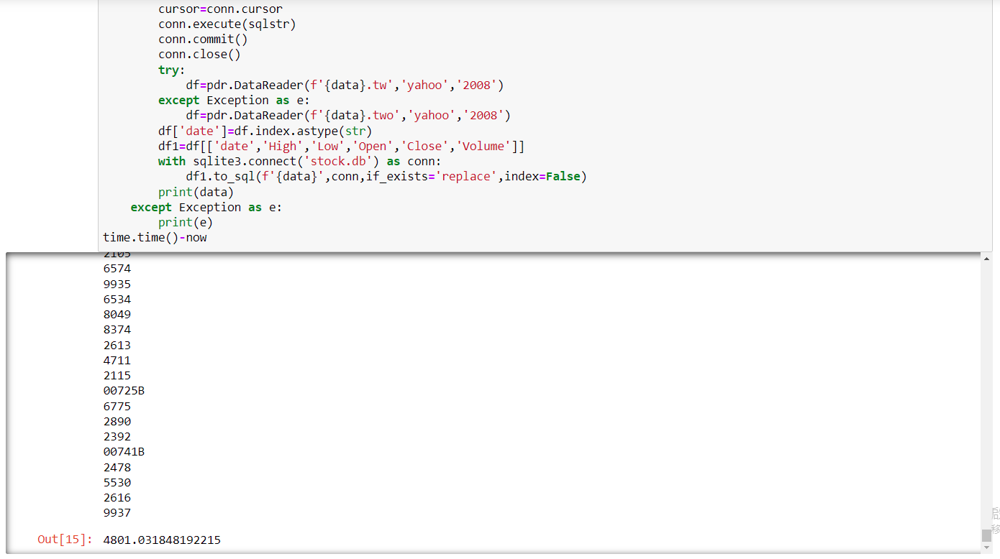 cursor=conn.cursor
        conn.execute(sqlstr)
        conn.commit()
        conn.close()
        try:
            df=pdr.DataReader(f'{data}.tw','yahoo','2008')
        except Exception as e:
            df=pdr.DataReader(f'{data}.two','yahoo','2008')
        df['date']=df.index.astype(str)
        df1=df[['date','High','Low','Open','Close','Volume']]
        with sqlite3.connect('stock.db') as conn:
            df1.to_sql(f'{data}',conn,if_exists='replace',index=False)
        print(data)
    except Exception as e:
        print(e)
time.time()-now
2105
6574
9935
6534
8049
8374
2613
4711
2115
00725B
6775
2890
2392
00741B
2478
5530
2616
9937
Out[15]: 4801.031848192215
移